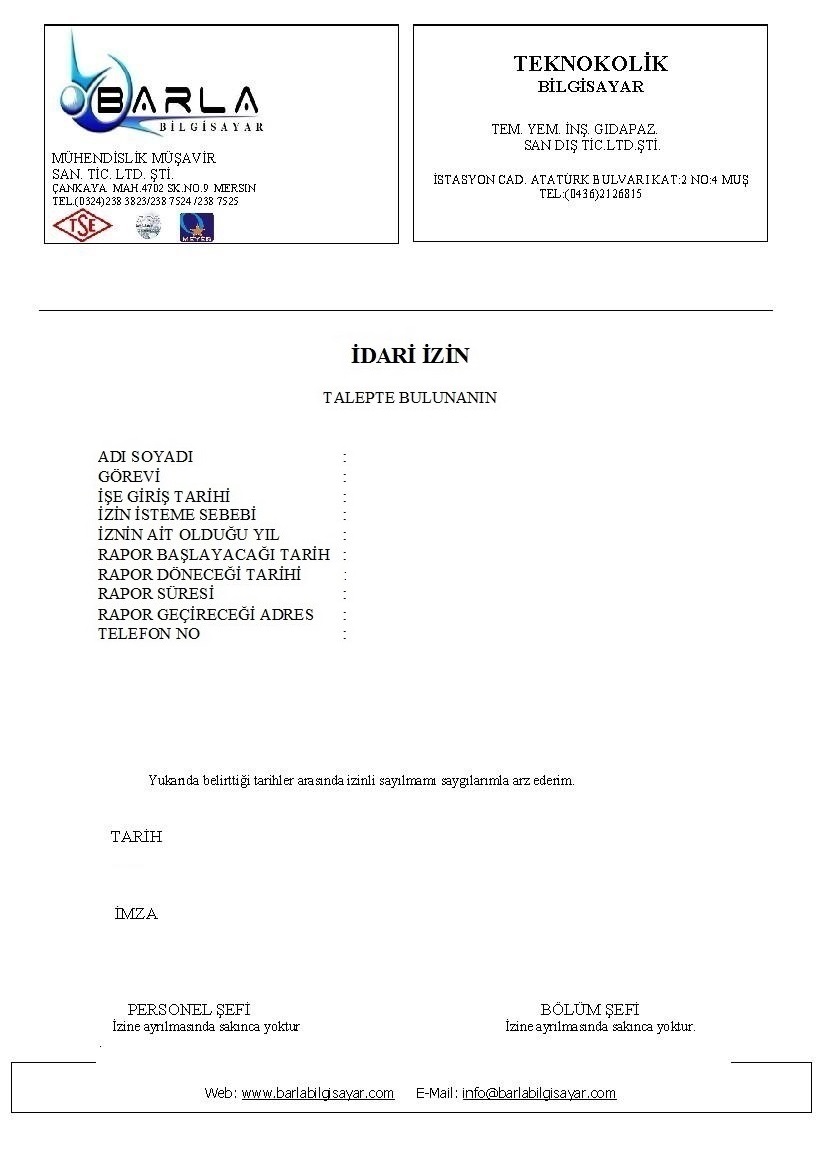 BARLA
BİLGİSAYAR
MÜHENDİSLİK MÜŞAVİR
SAN. TİC. LTD. ŞTİ.
ÇANKAYA MAH.4702 SK.NO.9 MERSIN
TEL.(0324)238 3823/238 7524 /238 7525
TSE
TEKNOKOLİK
BİLGİSAYAR
TEM. YEM. İNŞ. GIDAPAZ.
SAN DIŞ TİC.LTD.ŞTİ.
İSTASYON CAD. ATATÜRK BULVARI KAT:2 NO:4 MUŞ
TEL:(0436)2126815
İDARİ İZİN
TALEPTE BULUNANIN
ADI SOYADI :
GÖREVİ :
İŞE GİRİŞ TARİHİ :
İZİN İSTEME SEBEBİ :
İZNİN AİT OLDUĞU YIL :
RAPOR BAŞLAYACAĞI TARİH :
RAPOR DÖNECEĞİ TARİHİ :
RAPOR SÜRESİ :
RAPOR GEÇİRECEĞİ ADRES :
TELEFON NO :
Yukarıda belirttiği tarihler arasında izinli sayılmamı saygılarımla arz ederim.
TARİH
İMZA
PERSONEL ŞEFİ BÖLÜM ŞEFİ
İzine ayrılmasında sakınca yoktur İzine ayrılmasında sakınca yoktur.
.
Web: www.barlabilgisayar.com E-Mail: info@barlabilgisayar.com